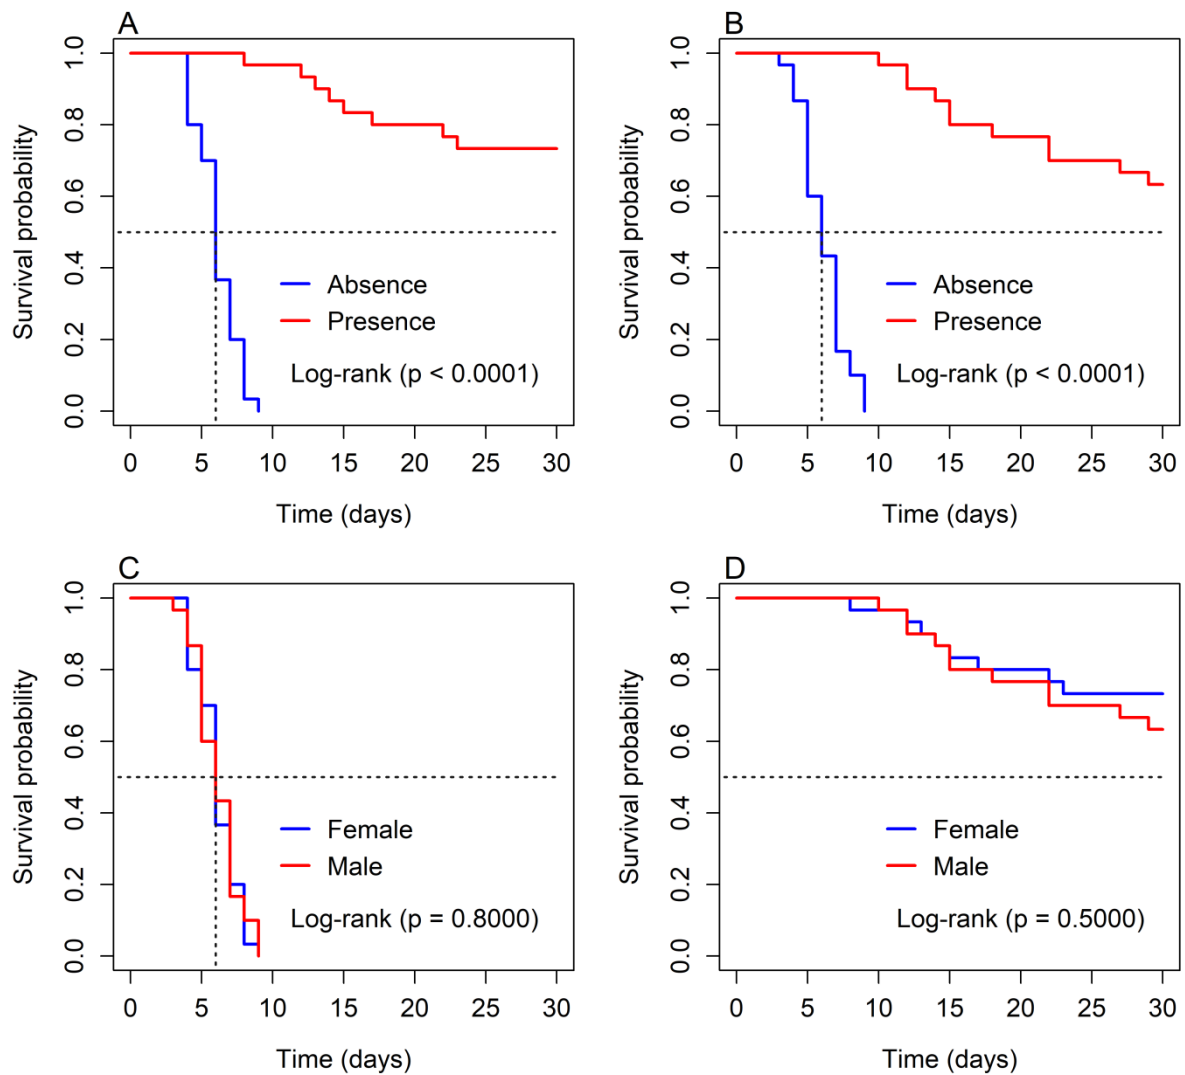 A
Survival probability
1.0
0.8
0.6
0.4
0.2
0.0
Absence
Presence
Log-rank (p < 0.0001)
0 5 10 15 20 25 30
Time (days)
B
Survival probability
1.0
0.8
0.6
0.4
0.2
0.0
Absence
Presence
Log-rank (p < 0.0001)
0 5 10 15 20 25 30
Time (days)
C
Survival probability
1.0
0.8
0.6
0.4
0.2
0.0
Female
Male
Log-rank (p = 0.8000)
0 5 10 15 20 25 30
Time (days)
D
Survival probability
1.0
0.8
0.6
0.4
0.2
0.0
Female
Male
Log-rank (p = 0.5000)
0 5 10 15 20 25 30
Time (days)